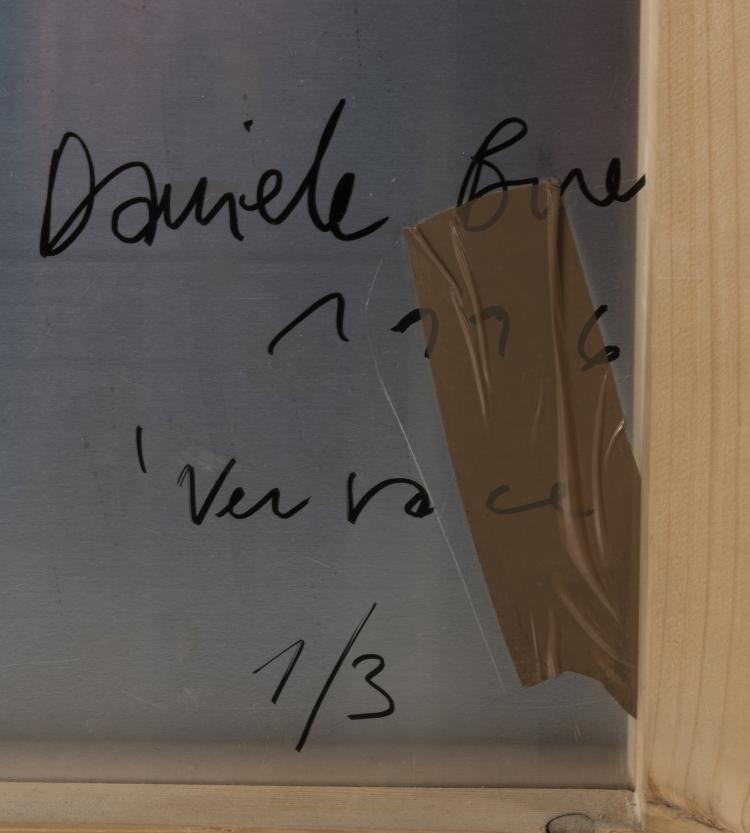 Daniele
1996
'Versace
1/3